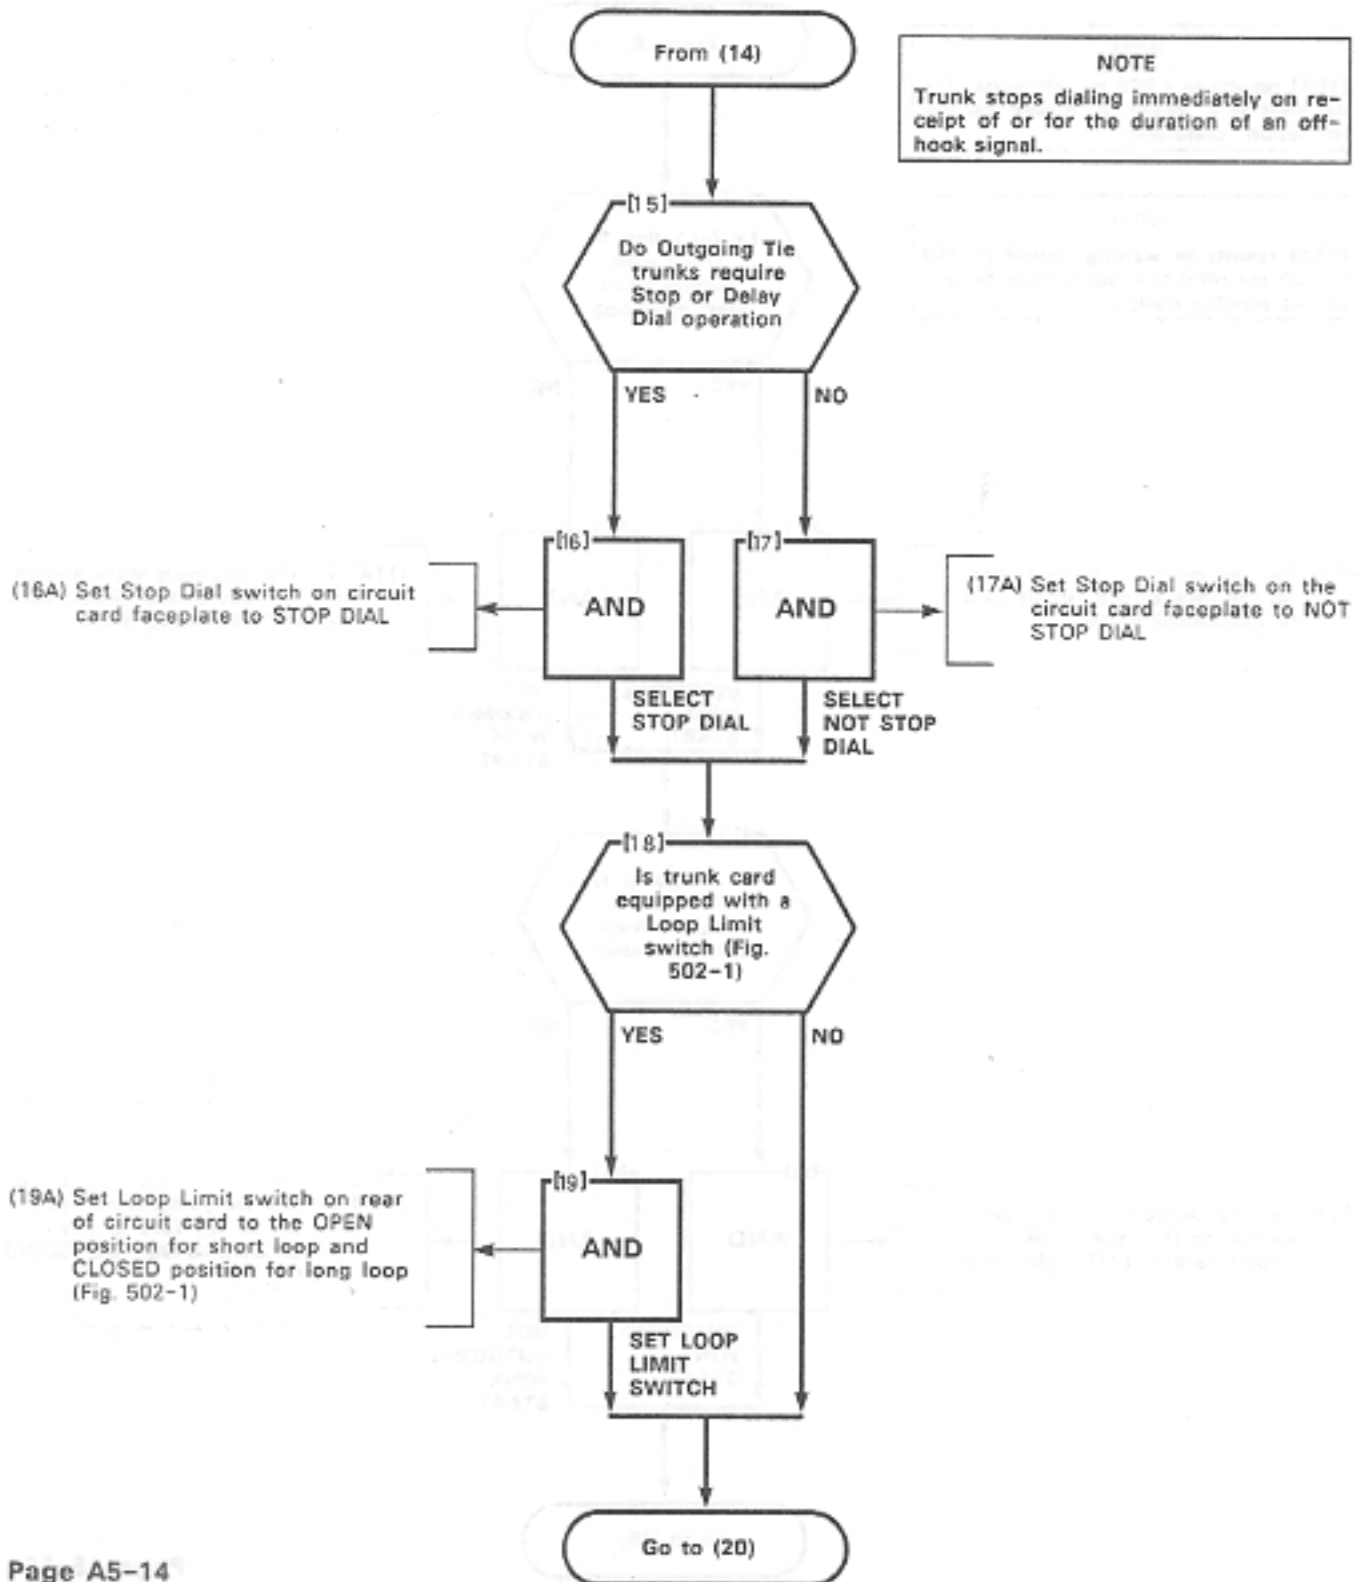 From (14)
NOTE
Trunk stops dialing immediately on re-
ceipt of or for the duration of an off-
hook signal.
[15]
Do Outgoing Tie
trunks require
Stop or Delay
Dial operation
YES
NO
[16]
AND
[17]
AND
(16A) Set Stop Dial switch on circuit
card faceplate to STOP DIAL
(17A) Set Stop Dial switch on the
circuit card faceplate to NOT
STOP DIAL
SELECT
STOP DIAL
SELECT
NOT STOP
DIAL
[18]
Is trunk card
equipped with a
Loop Limit
switch (Fig.
502-1)
YES
NO
[19]
AND
(19A) Set Loop Limit switch on rear
of circuit card to the OPEN
position for short loop and
CLOSED position for long loop
(Fig. 502-1)
SET LOOP
LIMIT
SWITCH
Go to (20)
Page A5-14